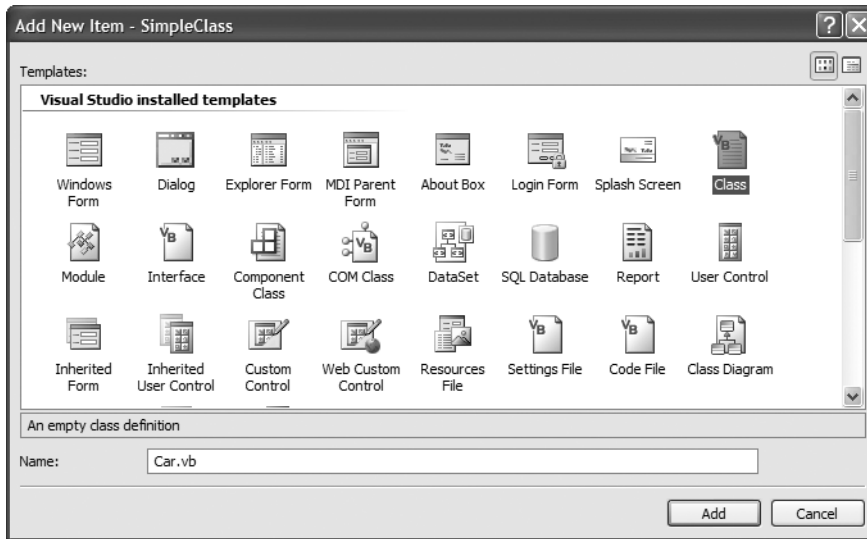 Add New Item - SimpleClass
Templates:
Visual Studio installed templates
Windows Form
Dialog
Explorer Form
MDI Parent Form
About Box
Login Form
Splash Screen
Class
Module
Interface
Component Class
COM Class
DataSet
SQL Database
Report
User Control
Inherited Form
Inherited User Control
Custom Control
Web Custom Control
Resources File
Settings File
Code File
Class Diagram
An empty class definition
Name:
Car.vb
Add
Cancel